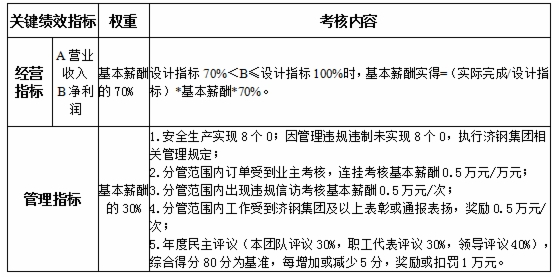 关键绩效指标 权重 考核内容
经营指标 A 营业收入 B 净利润 基本薪酬的 70% 设计指标 70%＜B≤设计指标 100%时，基本薪酬实得=（实际完成/设计指标）*基本薪酬*70%。
管理指标 基本薪酬的 30%
1.安全生产实现 8 个 0；因管理违规违制未实现 8 个 0，执行济钢集团相
关管理规定；
2.分管范围内订单受到业主考核，连挂考核基本薪酬 0.5 万元/万元；
3.分管范围内出现违规信访考核基本薪酬 0.5 万元/次；
4.分管范围内工作受到济钢集团及以上表彰或通报表扬，奖励 0.5 万元/
次；
5.年度民主评议（本团队评议 30%，职工代表评议 30%，领导评议 40%），
综合得分 80 分为基准，每增加或减少 5 分，奖励或扣罚 1 万元。